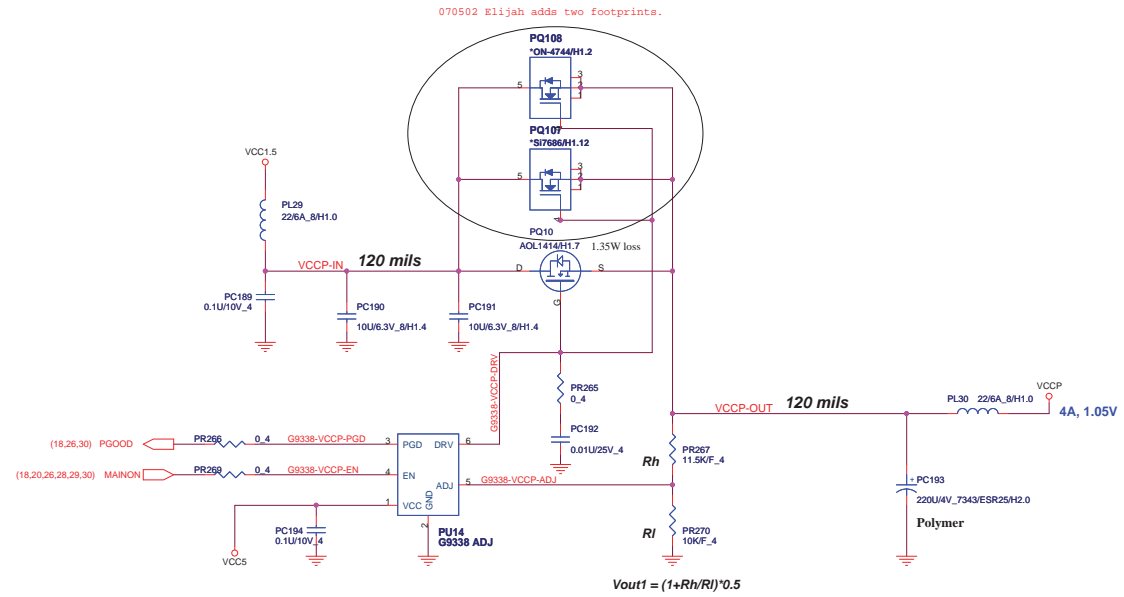 070502 Elijah adds two footprints.
PQ108
*ON-4744/H1.2
5
3
2
1
4
PQ107
*Si7686/H1.12
5
3
2
1
4
VCC1.5
PL29
22/6A_8/H1.0
PQ10
AOL1414/H1.7
1.35W loss
VCCP-IN
120 mils
D
S
G
PC189
0.1U/10V_4
PC190
10U/6.3V_8/H1.4
PC191
10U/6.3V_8/H1.4
G9338-VCCP-DRV
PR265
0_4
PC192
0.01U/25V_4
VCCP-OUT
120 mils
PL30
22/6A_8/H1.0
VCCP
4A, 1.05V
(18,26,30)
PGOOD
PR266
0_4
G9338-VCCP-PGD
3
PGD
DRV
6
(18,20,26,28,29,30)
MAINON
PR269
0_4
G9338-VCCP-EN
4
EN
ADJ
5
G9338-VCCP-ADJ
1
VCC
GND
2
PU14
G9338 ADJ
PC194
0.1U/10V_4
VCC5
Rh
PR267
11.5K/F_4
Rl
PR270
10K/F_4
+
PC193
220U/4V_7343/ESR25/H2.0
Polymer
Vout1 = (1+Rh/Rl)*0.5